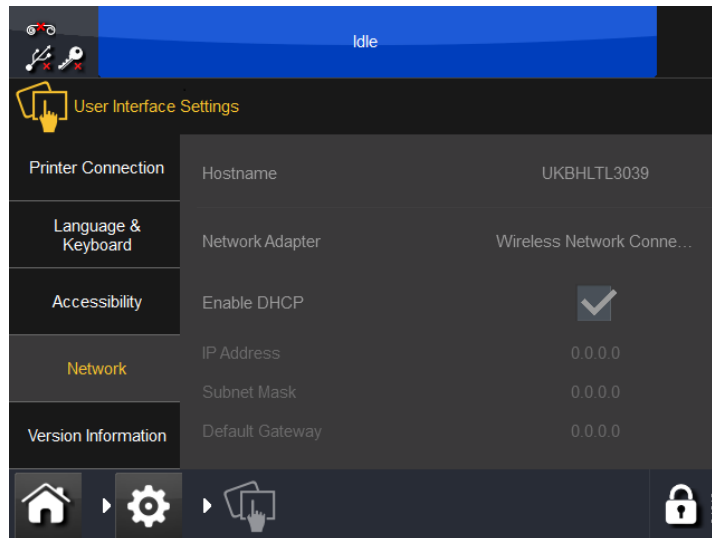 Idle
User Interface Settings
Printer Connection
Hostname
UKBHLTL3039
Language &
Keyboard
Network Adapter
Wireless Network Conne...
Accessibility
Enable DHCP
Network
IP Address
0.0.0.0
Subnet Mask
0.0.0.0
Version Information
Default Gateway
0.0.0.0